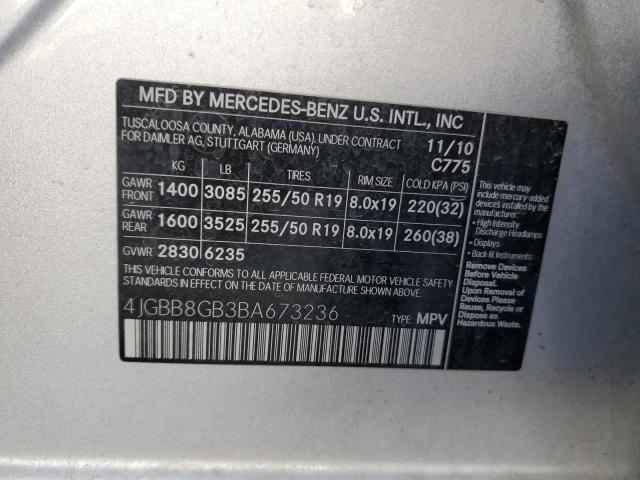 MFD BY MERCEDES-BENZ U.S. INTL., INC
TUSCALOOSA COUNTY, ALABAMA (USA) UNDER CONTRACT
FOR DAIMLER AG, STUTTGART (GERMANY)
11/10
C775
KG LB TIRES RIM SIZE COLD KPA (PSI)
GAWR FRONT 1400 3085 255/50 R19 8.0x19 220(32)
GAWR REAR 1600 3525 255/50 R19 8.0x19 260(38)
GVWR 2830 6235
THIS VEHICLE CONFORMS TO ALL APPLICABLE FEDERAL MOTOR VEHICLE SAFETY
STANDARDS IN EFFECT ON THE DATE OF MANUFACTURE SHOWN ABOVE.
4JGBB8GB3BA673236
TYPE: MPV
This vehicle may
include mercury-added
devices installed by the
manufacturer:
• High Intensity
Discharge Headlamps
• Displays
• Back-lit Instruments
Remove Devices
Before Vehicle
Disposal.
Upon Removal of
Devices Please
Reuse, Recycle or
Dispose as
Hazardous Waste.